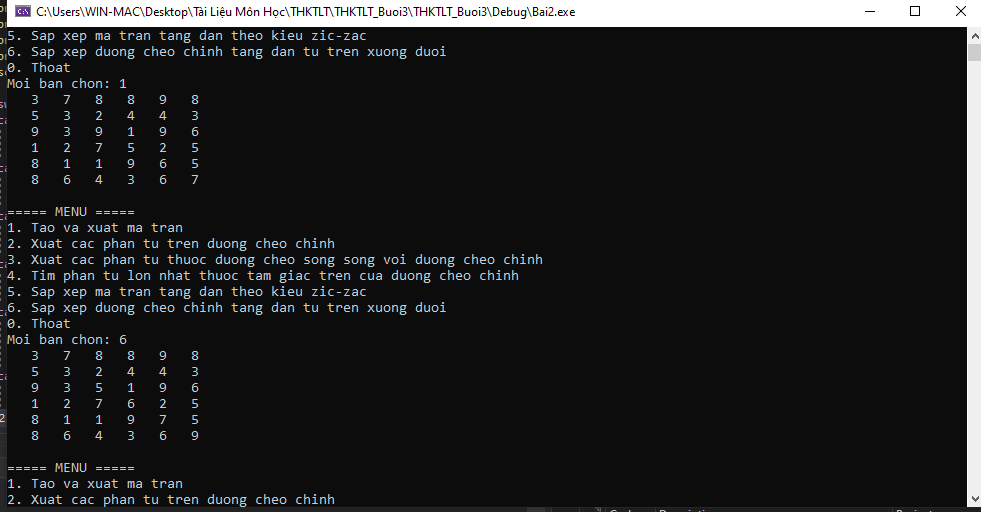 C:\Users\WIN-MAC\Desktop\Tài Liệu Môn Học\THKTLT\THKTLT_Buoi3\THKTLT_Buoi3\Debug\Bai2.exe
5. Sap xep ma tran tang dan theo kieu zic-zac
6. Sap xep duong cheo chinh tang dan tu tren xuong duoi
0. Thoat
Moi ban chon: 1
3 7 8 8 9 8
5 3 2 4 4 3
9 3 9 1 9 6
1 2 7 5 2 5
8 1 1 9 6 5
8 6 4 3 6 7
===== MENU =====
1. Tao va xuat ma tran
2. Xuat cac phan tu tren duong cheo chinh
3. Xuat cac phan tu thuoc duong cheo song song voi duong cheo chinh
4. Tim phan tu lon nhat thuoc tam giac tren cua duong cheo chinh
5. Sap xep ma tran tang dan theo kieu zic-zac
6. Sap xep duong cheo chinh tang dan tu tren xuong duoi
0. Thoat
Moi ban chon: 6
3 7 8 8 9 8
5 3 2 4 4 3
9 3 5 1 9 6
1 2 7 6 2 5
8 1 1 9 7 5
8 6 4 3 6 9
===== MENU =====
1. Tao va xuat ma tran
2. Xuat cac phan tu tren duong cheo chinh